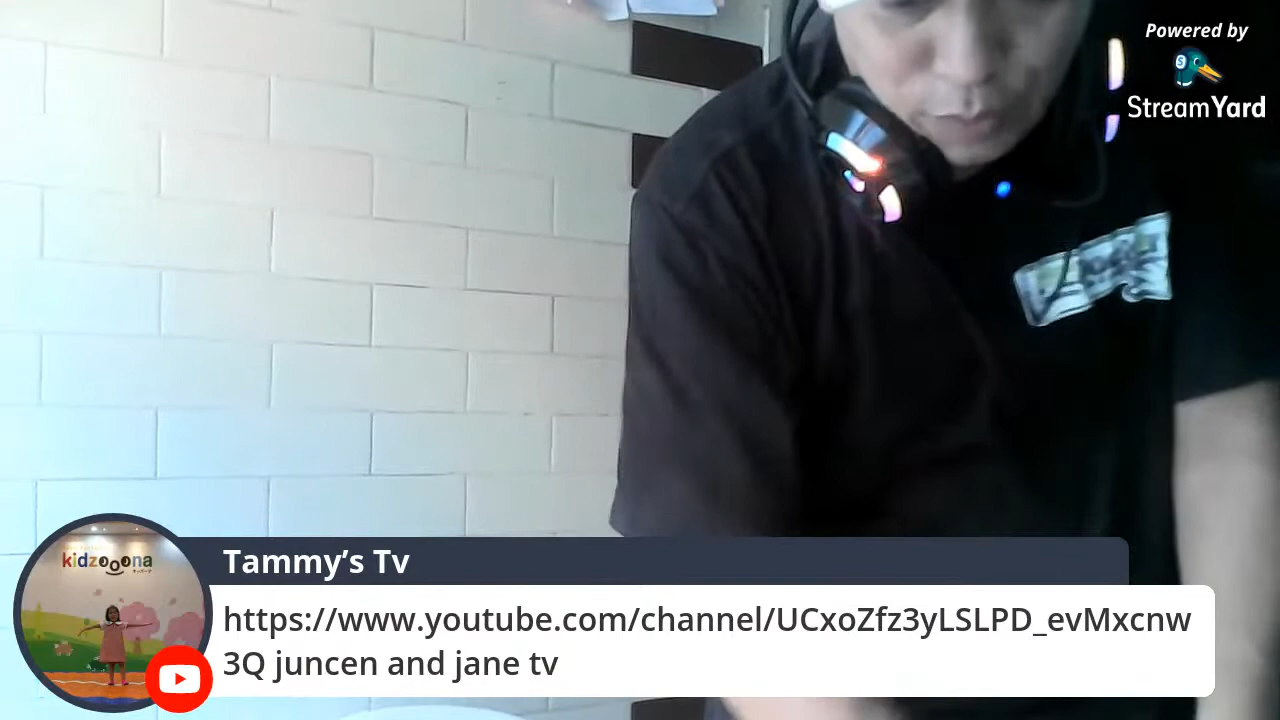 Powered by
StreamYard
kidzooona
Tammy’s Tv
https://www.youtube.com/channel/UCxoZfz3yLSLPD_evMxcnw
3Q juncen and jane tv